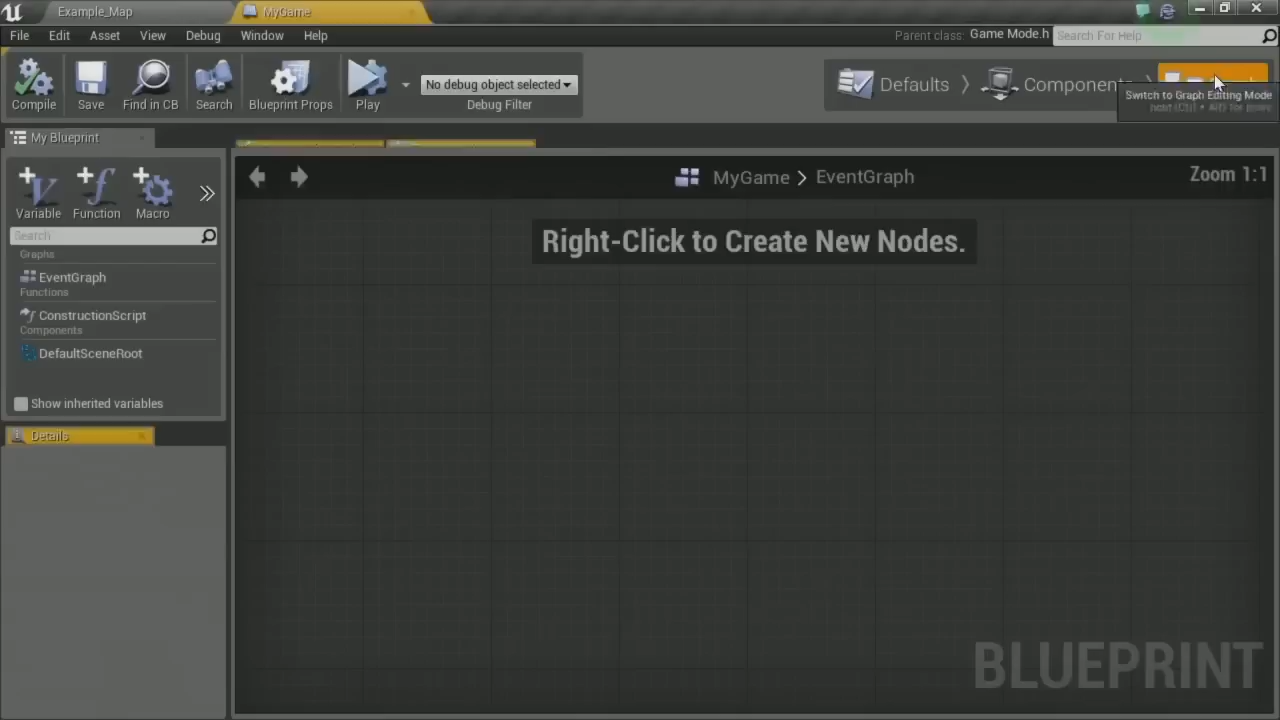 Example_Map
MyGame
File Edit Asset View Debug Window Help
Parent class: Game Mode.h
Search For Help
Compile
Save
Find in CB
Search
Blueprint Props
Play
No debug object selected
Debug Filter
Defaults
Components
Switch to Graph Editing Mode
My Blueprint
Variable
Function
Macro
Search
Graphs
EventGraph
Functions
ConstructionScript
Components
DefaultSceneRoot
Show inherited variables
Details
MyGame > EventGraph
Zoom 1:1
Right-Click to Create New Nodes.
BLUEPRINT